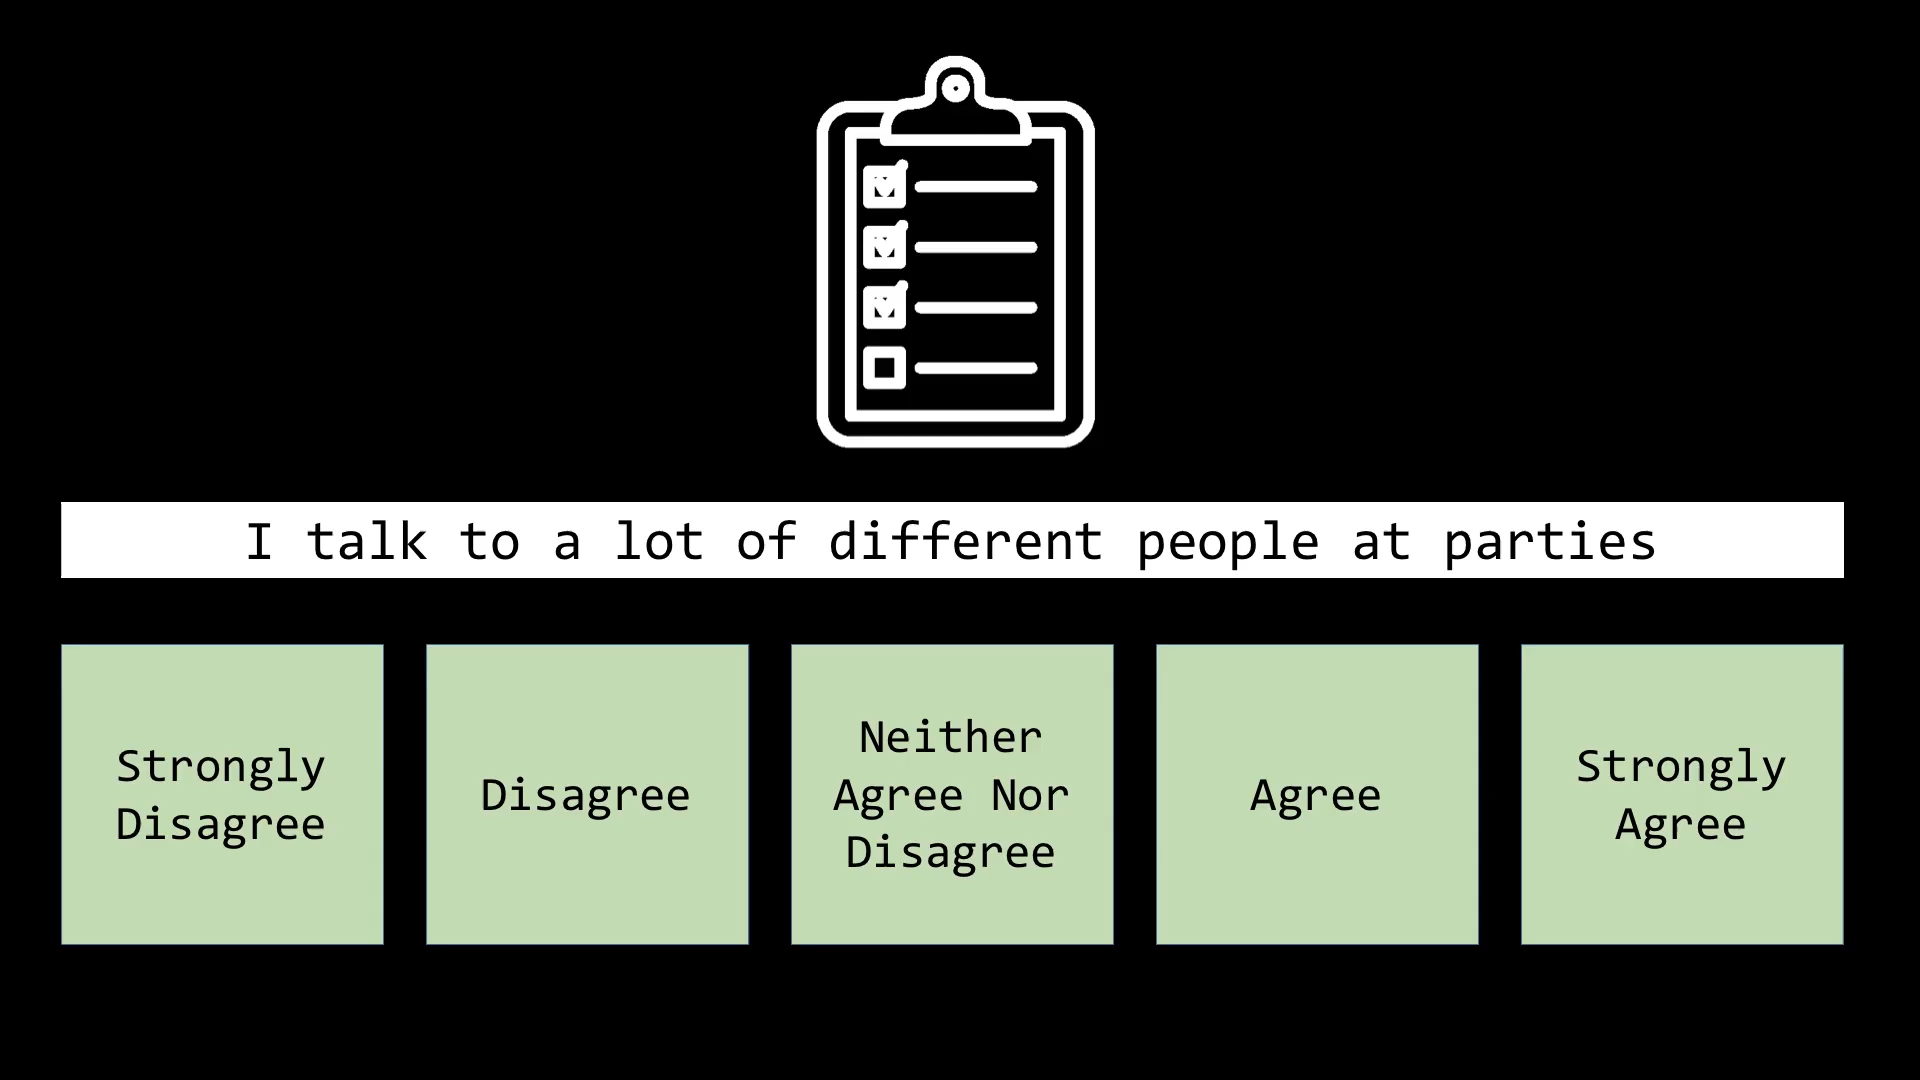 I talk to a lot of different people at parties
Strongly
Disagree
Disagree
Neither
Agree Nor
Disagree
Agree
Strongly
Agree